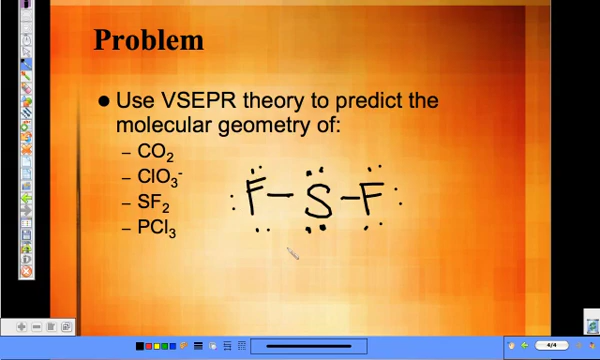 Problem
● Use VSEPR theory to predict the
molecular geometry of:
– CO₂
– ClO₃⁻
– SF₂
– PCl₃
F – S – F
4/4